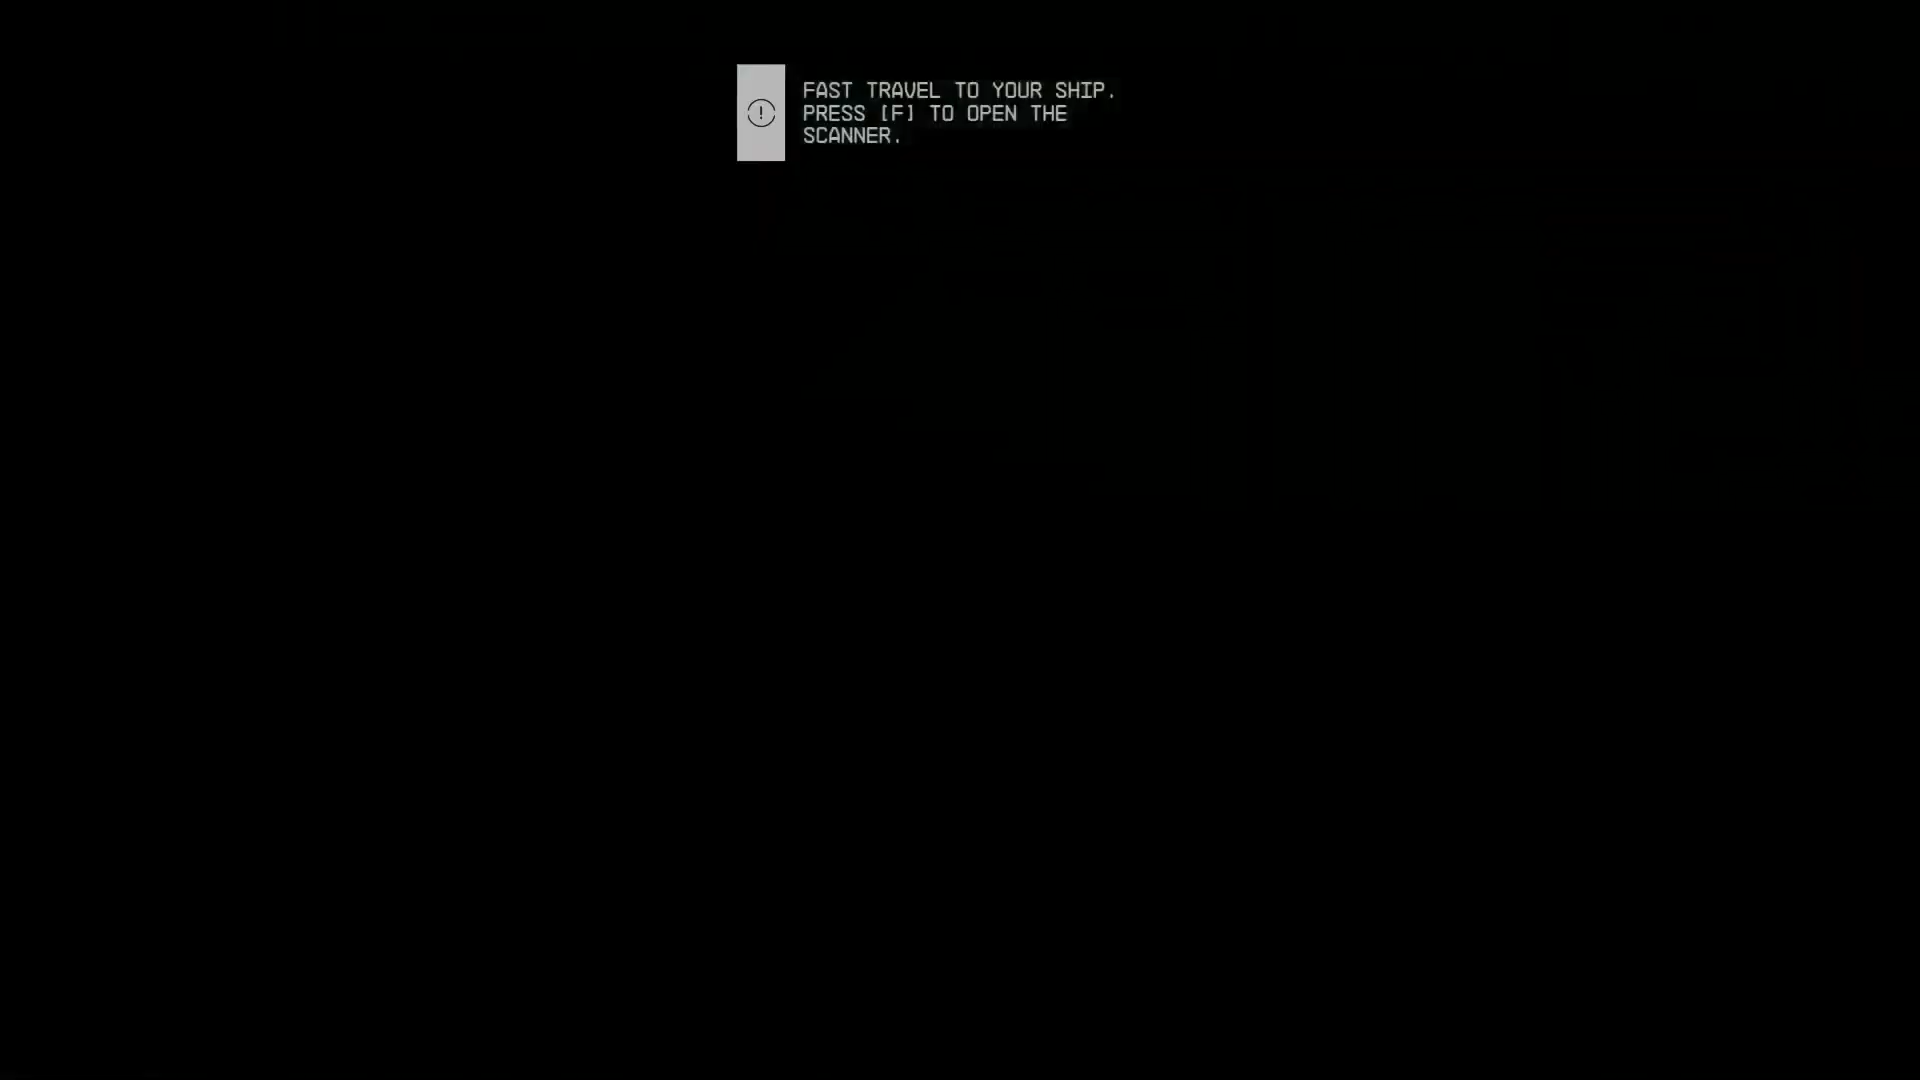 FAST TRAVEL TO YOUR SHIP.
PRESS [F] TO OPEN THE
SCANNER.